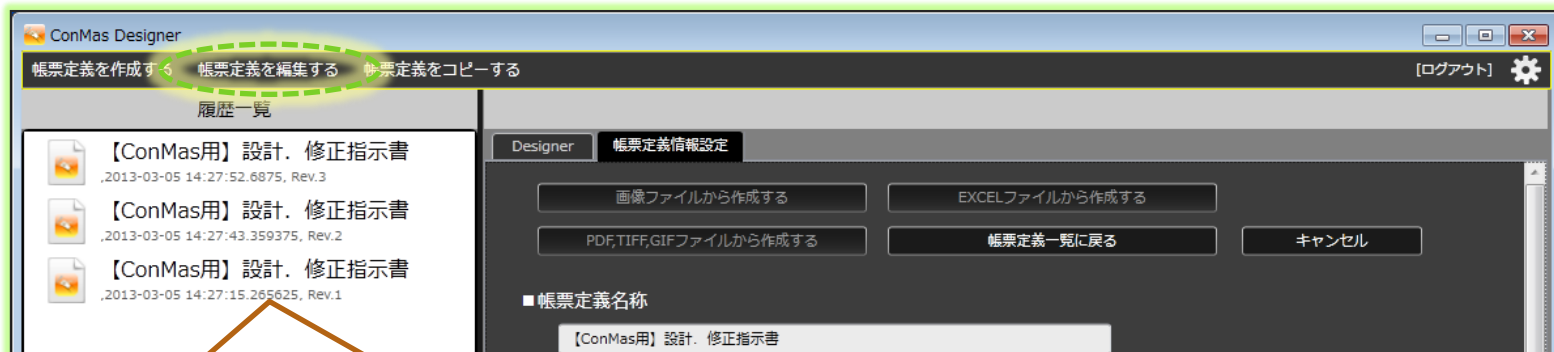 ConMas Designer
帳票定義を作成する 帳票定義を編集する 帳票定義をコピーする [ログアウト]
履歴一覧
【ConMas用】設計．修正指示書
,2013-03-05 14:27:52.6875, Rev.3
【ConMas用】設計．修正指示書
,2013-03-05 14:27:43.359375, Rev.2
【ConMas用】設計．修正指示書
,2013-03-05 14:27:15.265625, Rev.1
Designer 帳票定義情報設定
画像ファイルから作成する EXCELファイルから作成する
PDF,TIFF,GIFファイルから作成する 帳票定義一覧に戻る キャンセル
■帳票定義名称
【ConMas用】設計．修正指示書